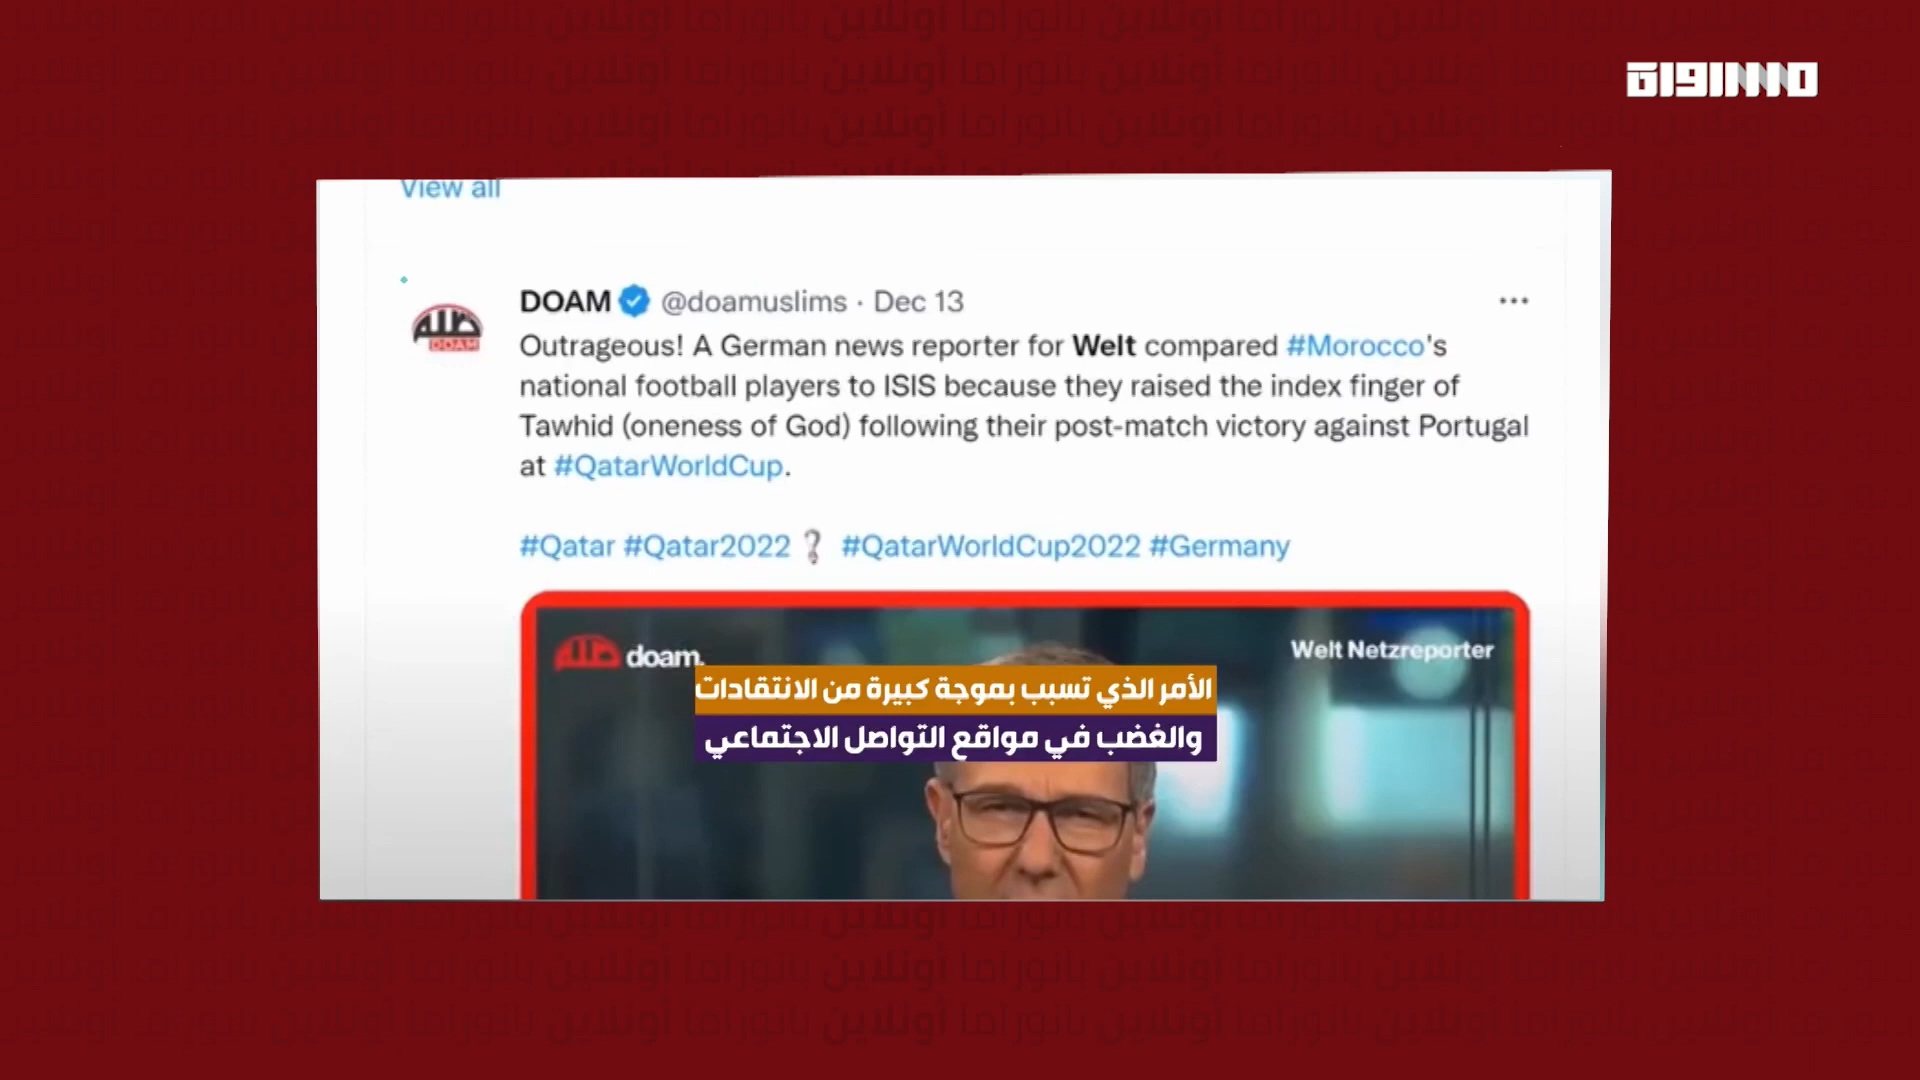 مساواة
View all
DOAM @doamuslims · Dec 13
Outrageous! A German news reporter for Welt compared #Morocco's
national football players to ISIS because they raised the index finger of
Tawhid (oneness of God) following their post-match victory against Portugal
at #QatarWorldCup.
#Qatar #Qatar2022 #QatarWorldCup2022 #Germany
doam.
Welt Netzreporter
الأمر الذي تسبب بموجة كبيرة من الانتقادات
والغضب في مواقع التواصل الاجتماعي
بانوراما أونلاين